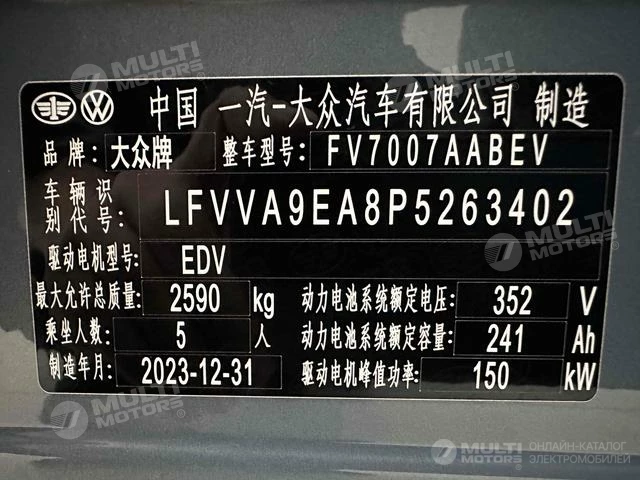 中国 一汽-大众汽车有限公司 制造
品牌: 大众牌 整车型号: FV7007AABEV
车辆识别代号: LFVVA9EA8P5263402
驱动电机型号: EDV
最大允许总质量: 2590 kg 动力电池系统额定电压: 352 V
乘坐人数: 5 人 动力电池系统额定容量: 241 Ah
制造年月: 2023-12-31 驱动电机峰值功率: 150 kW
MULTI MOTORS®
MULTI MOTORS®
MULTI MOTORS®
MULTI MOTORS®
MULTI MOTORS®
MULTI MOTORS ОНЛАЙН-КАТАЛОГ ЭЛЕКТРОМОБИЛЕЙ